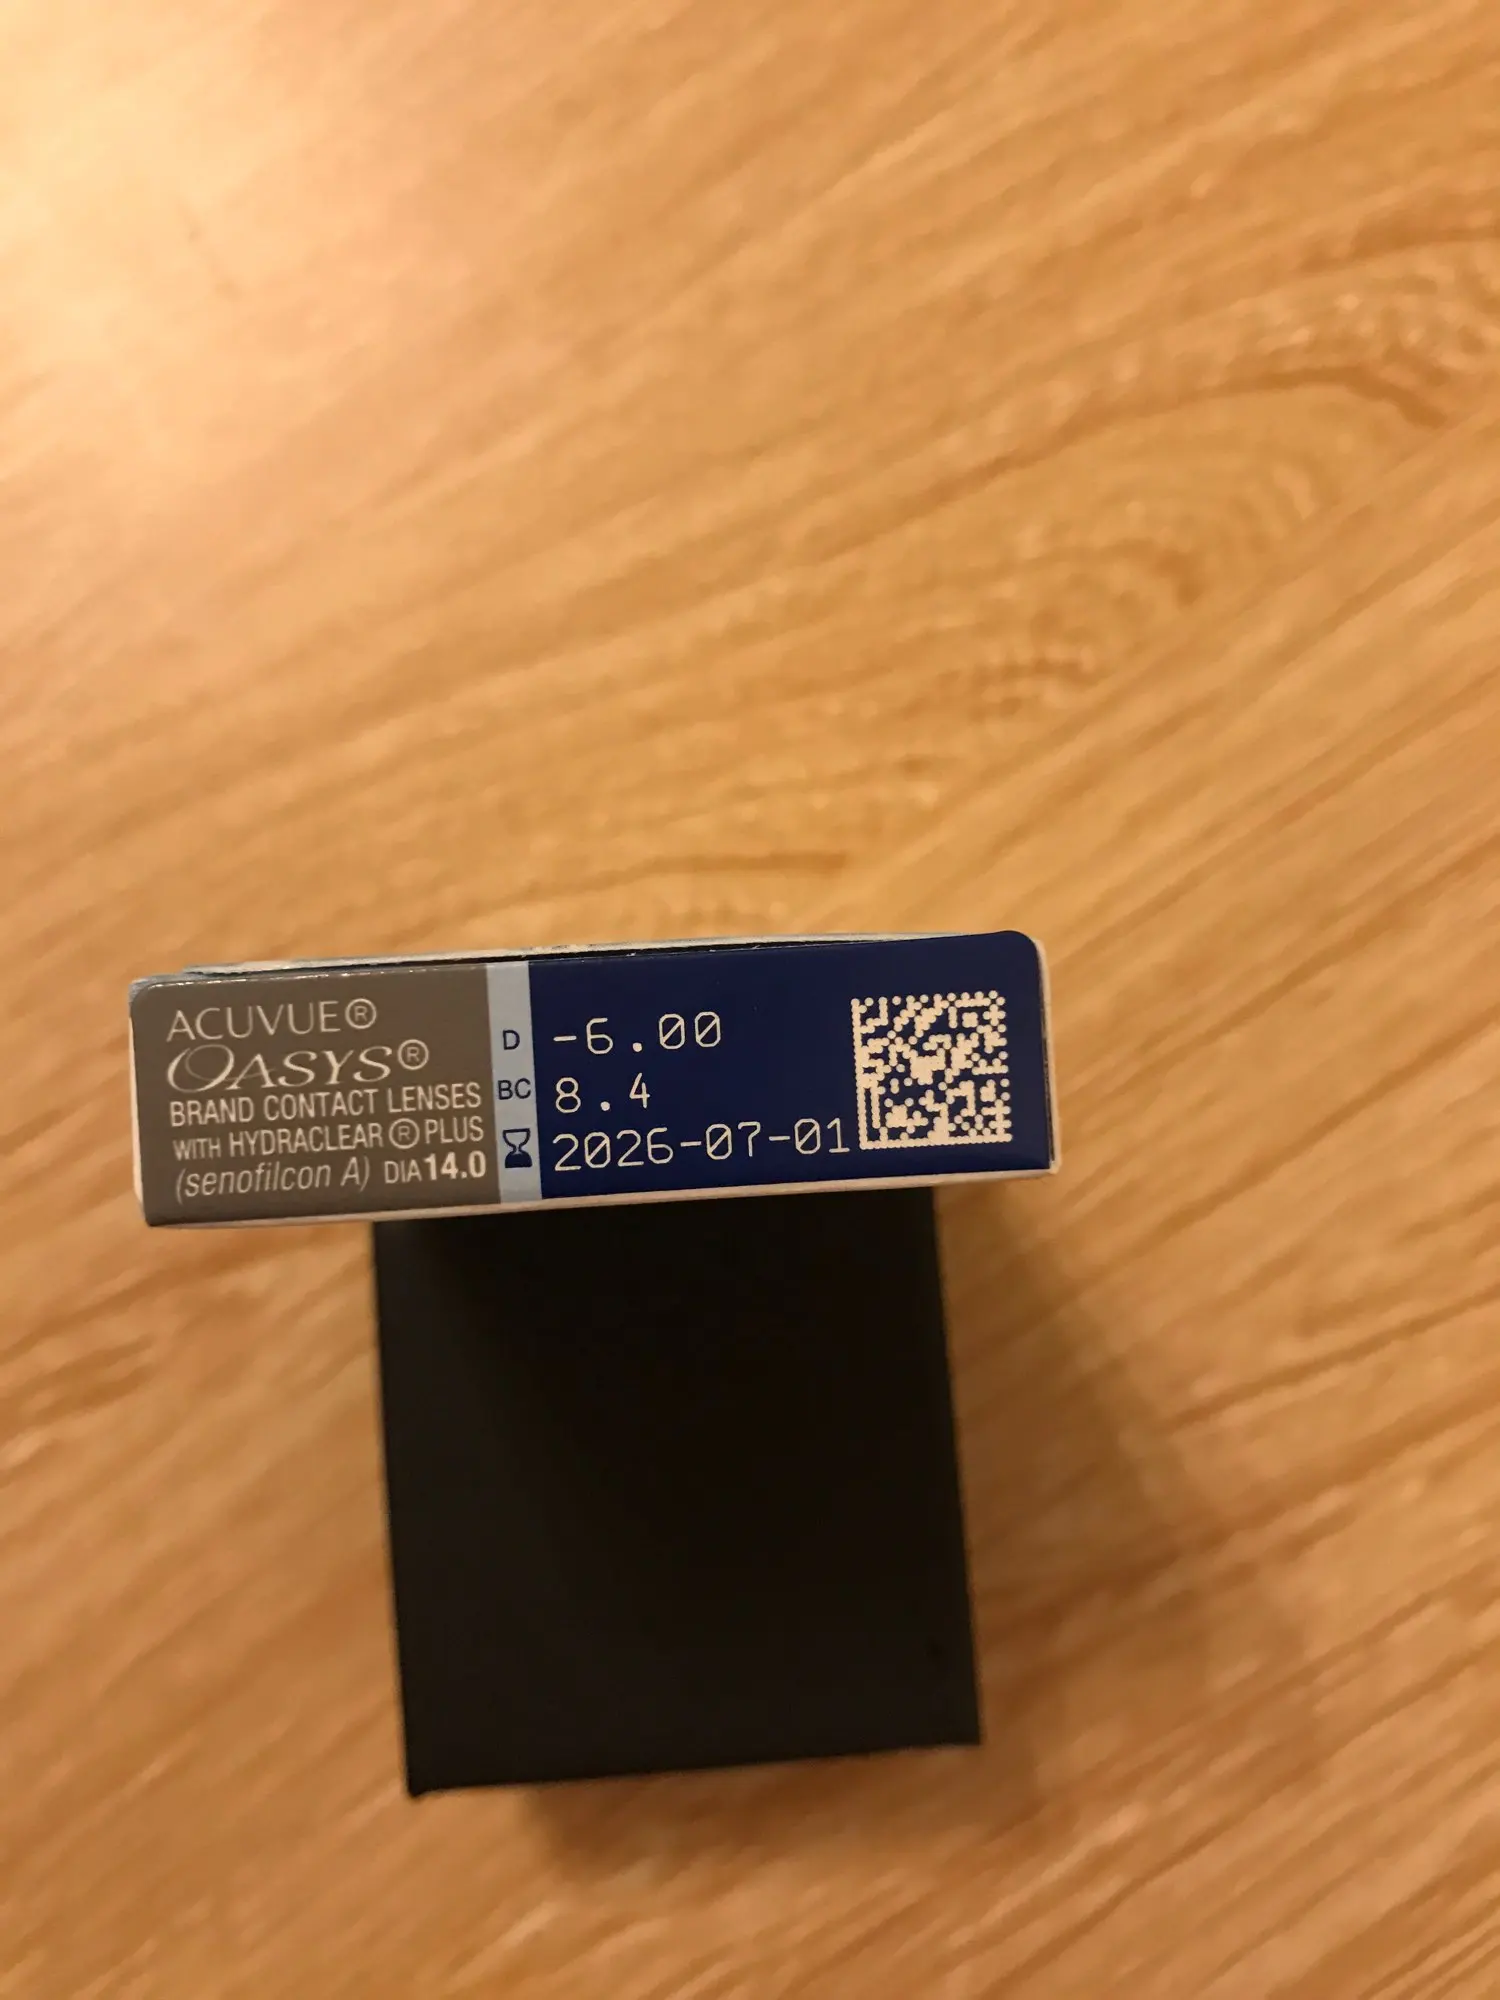 ACUVUE®
OASYS®
BRAND CONTACT LENSES
WITH HYDRACLEAR® PLUS
(senofilcon A) DIA 14.0
D -6.00
BC 8.4
2026-07-01